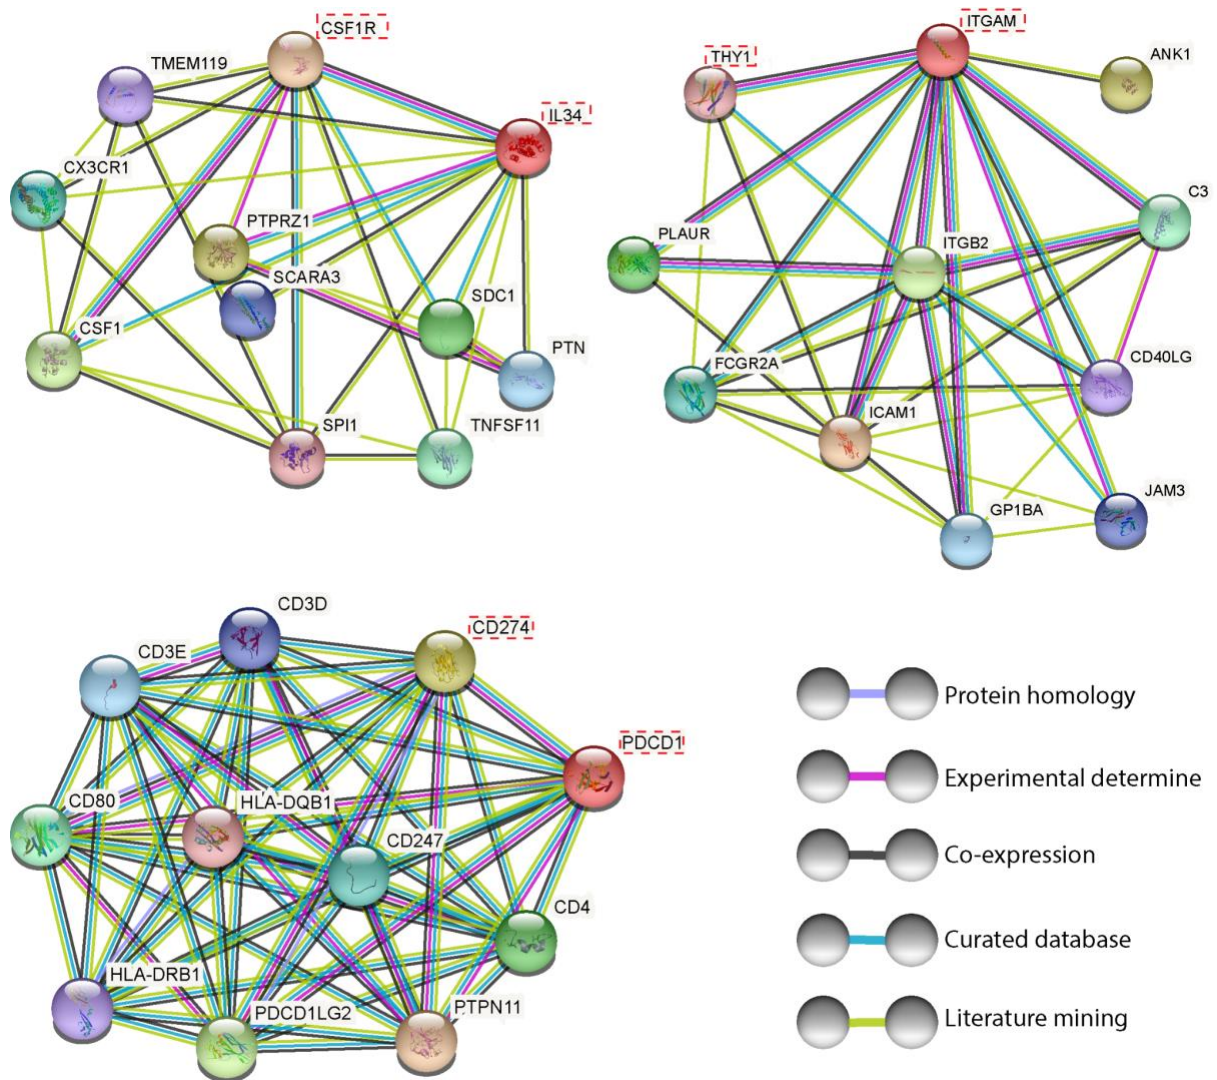 CSF1R
TMEM119
IL34
CX3CR1
PTPRZ1
SCARA3
SDC1
CSF1
PTN
SPI1
TNFSF11
ITGAM
THY1
ANK1
C3
PLAUR
ITGB2
CD40LG
FCGR2A
ICAM1
JAM3
GP1BA
CD3D
CD274
CD3E
PDCD1
CD80
HLA-DQB1
CD247
CD4
HLA-DRB1
PDCD1LG2
PTPN11
Protein homology
Experimental determine
Co-expression
Curated database
Literature mining